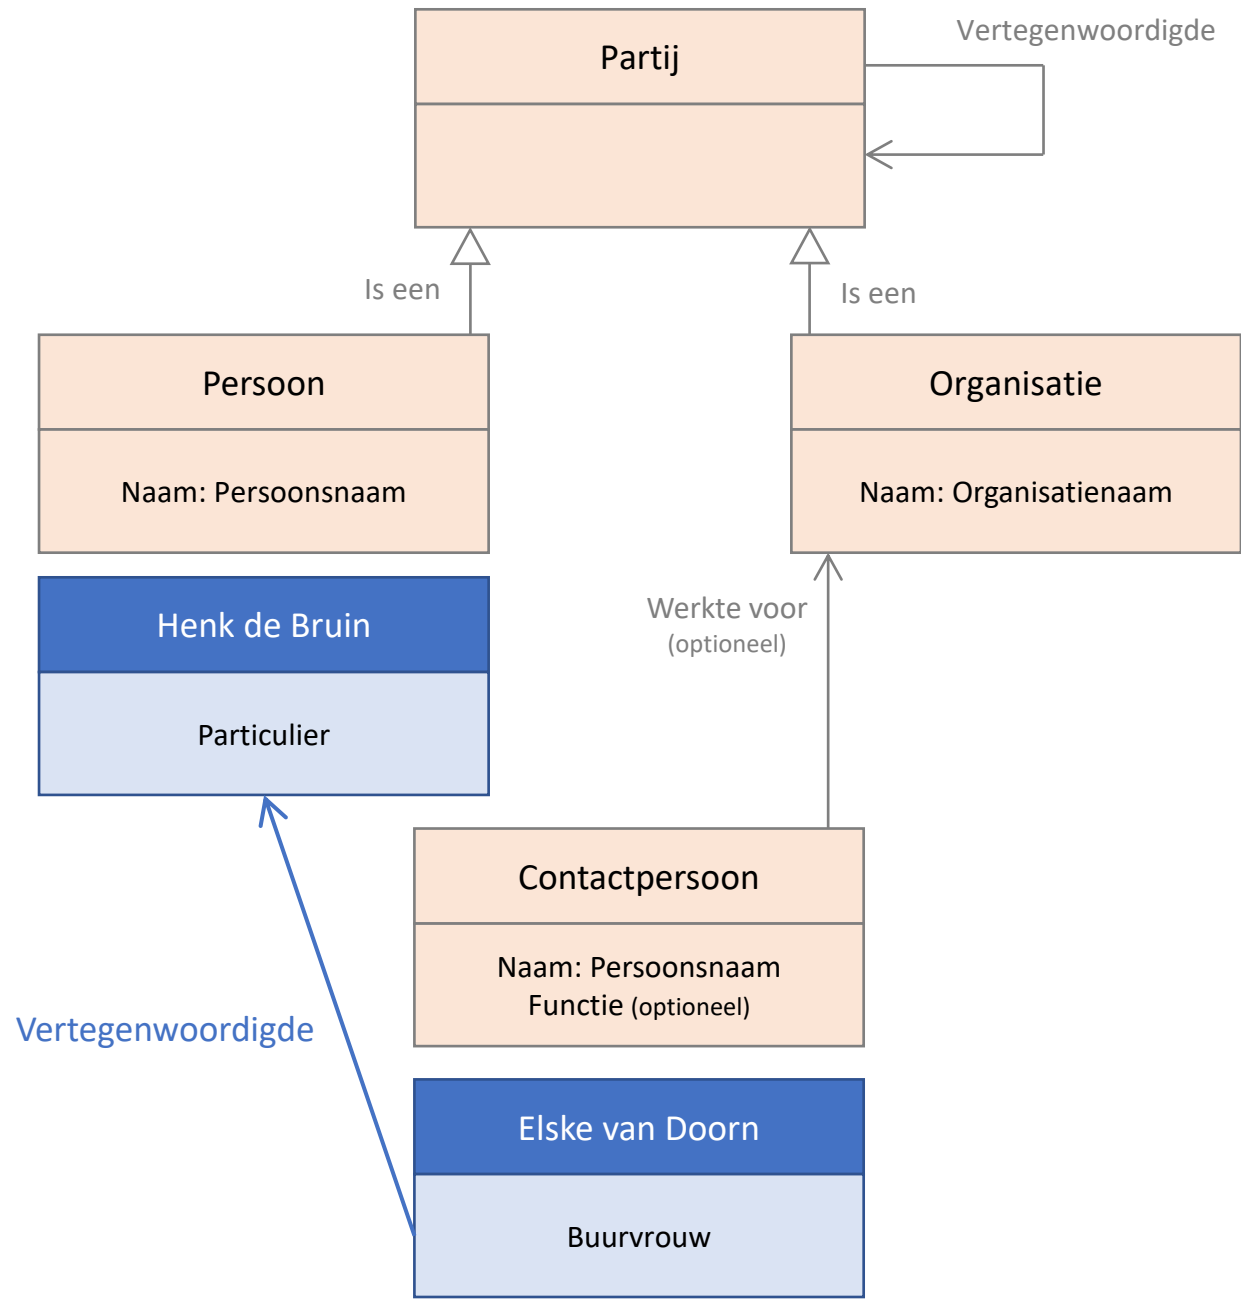 Vertegenwoordigde
Partij
Is een
Is een
Persoon
Naam: Persoonsnaam
Organisatie
Naam: Organisatienaam
Henk de Bruin
Particulier
Werkte voor
(optioneel)
Contactpersoon
Naam: Persoonsnaam
Functie (optioneel)
Vertegenwoordigde
Elske van Doorn
Buurvrouw